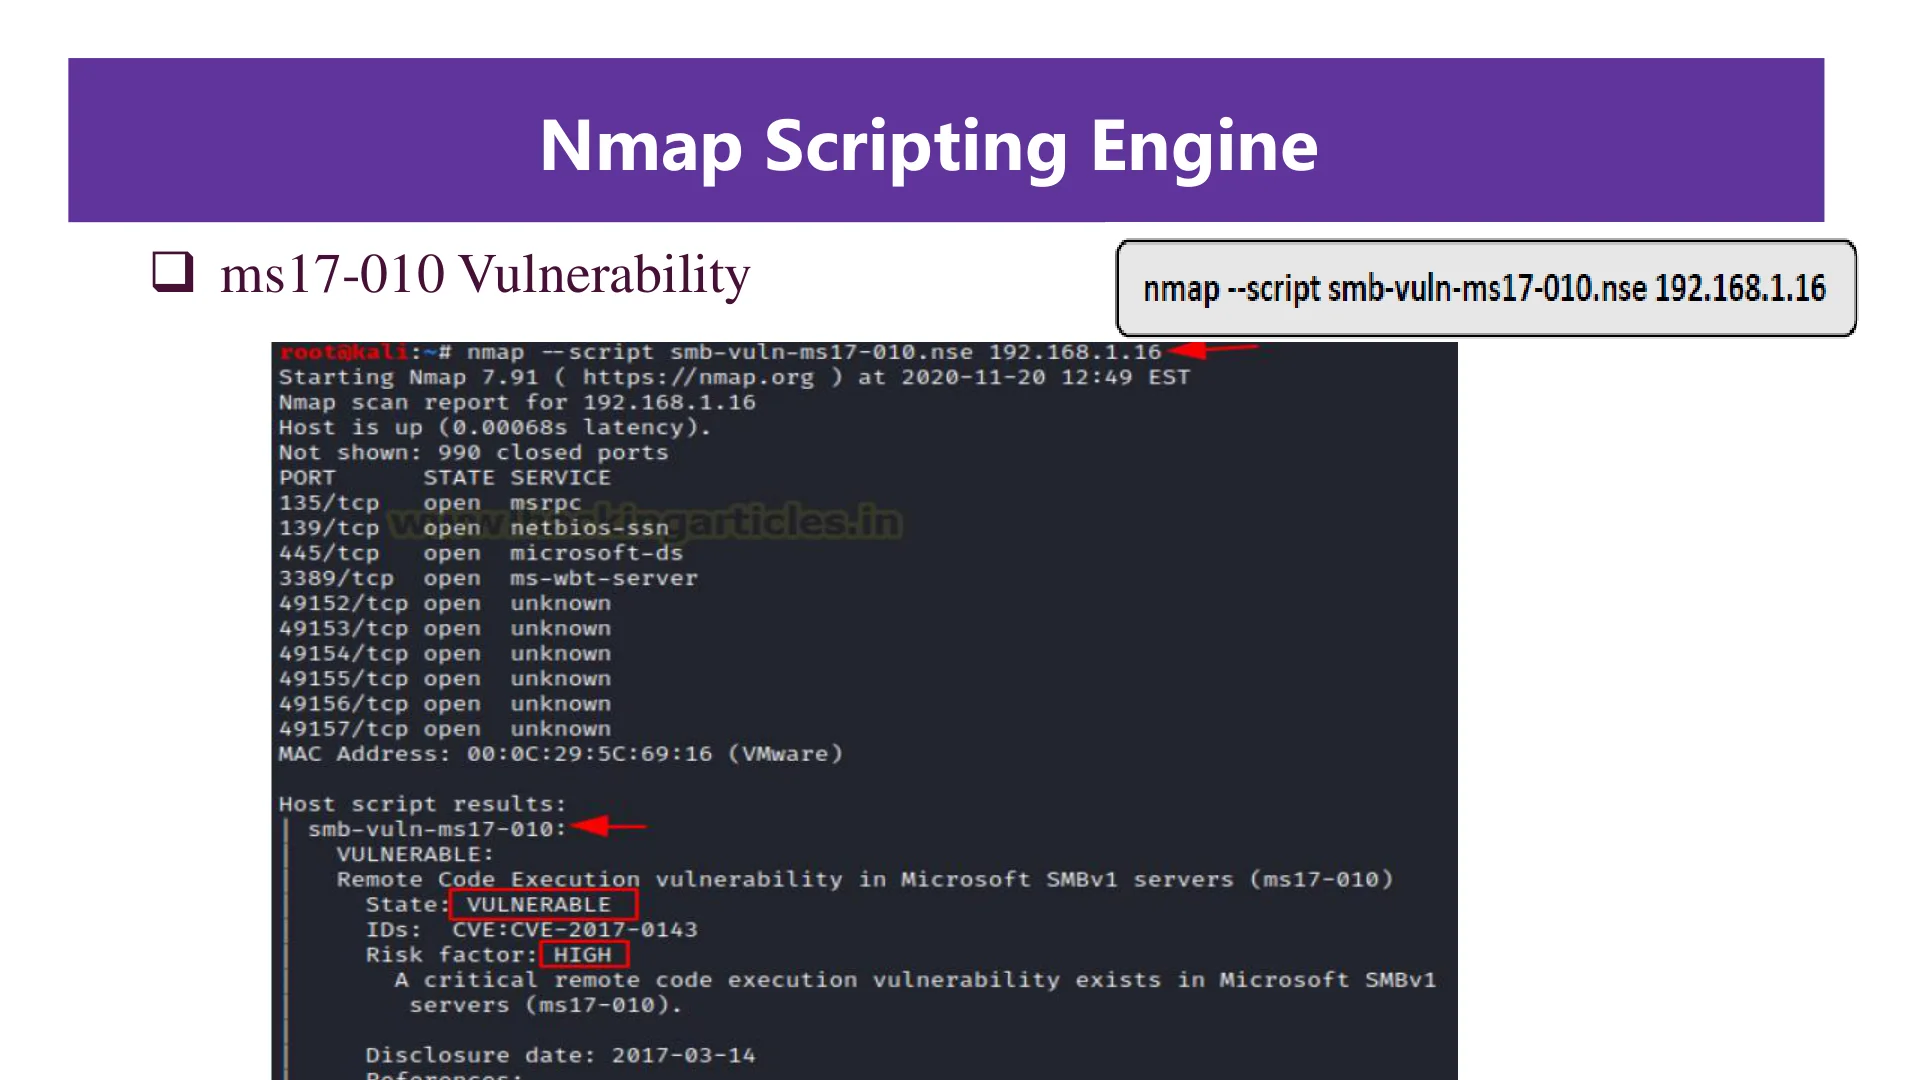 Nmap Scripting Engine
ms17-010 Vulnerability
nmap --script smb-vuln-ms17-010.nse 192.168.1.16
root@kali:~# nmap --script smb-vuln-ms17-010.nse 192.168.1.16
Starting Nmap 7.91 ( https://nmap.org ) at 2020-11-20 12:49 EST
Nmap scan report for 192.168.1.16
Host is up (0.00068s latency).
Not shown: 990 closed ports
PORT      STATE SERVICE
135/tcp   open  msrpc
139/tcp   open  netbios-ssn
445/tcp   open  microsoft-ds
3389/tcp  open  ms-wbt-server
49152/tcp open  unknown
49153/tcp open  unknown
49154/tcp open  unknown
49155/tcp open  unknown
49156/tcp open  unknown
49157/tcp open  unknown
MAC Address: 00:0C:29:5C:69:16 (VMware)
Host script results:
| smb-vuln-ms17-010:
|   VULNERABLE:
|   Remote Code Execution vulnerability in Microsoft SMBv1 servers (ms17-010)
|     State: VULNERABLE
|     IDs:  CVE:CVE-2017-0143
|     Risk factor: HIGH
|       A critical remote code execution vulnerability exists in Microsoft SMBv1
|        servers (ms17-010).
|
|     Disclosure date: 2017-03-14
|     References: